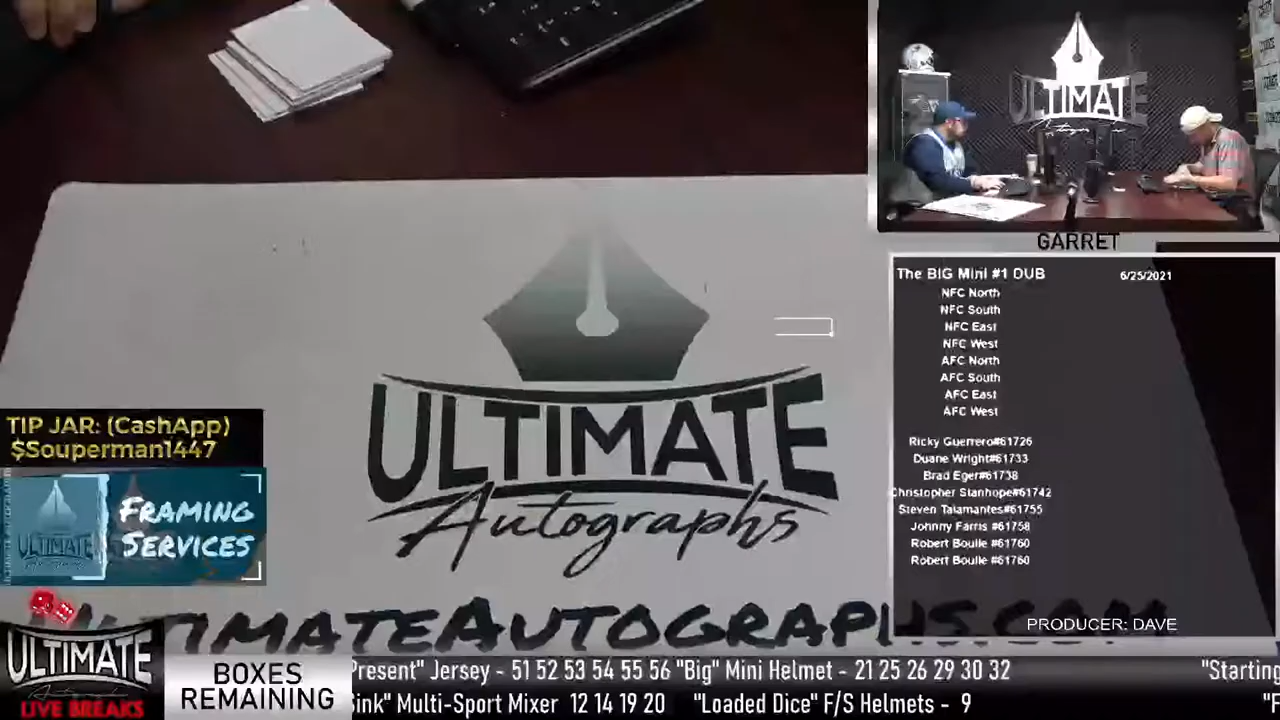 ULTIMATE
Autographs
ULTIMATEAUTOGRAPHS.COM
ULTIMATE
GARRET
The BIG Mini #1 DUB 6/25/2021
NFC North
NFC South
NFC East
NFC West
AFC North
AFC South
AFC East
AFC West
Ricky Guerrero#61726
Duane Wright#61733
Brad Eger#61738
Christopher Stanhope#61742
Steven Talamantes#61755
Johnny Farris #61758
Robert Boulle #61760
Robert Boulle #61760
PRODUCER: DAVE
TIP JAR: (CashApp)
$Souperman1447
FRAMING
SERVICES
ULTIMATE
ULTIMATE
LIVE BREAKS
BOXES
REMAINING
Present" Jersey - 51 52 53 54 55 56 "Big" Mini Helmet - 21 25 26 29 30 32 "Starting
Sink" Multi-Sport Mixer 12 14 19 20 "Loaded Dice" F/S Helmets - 9